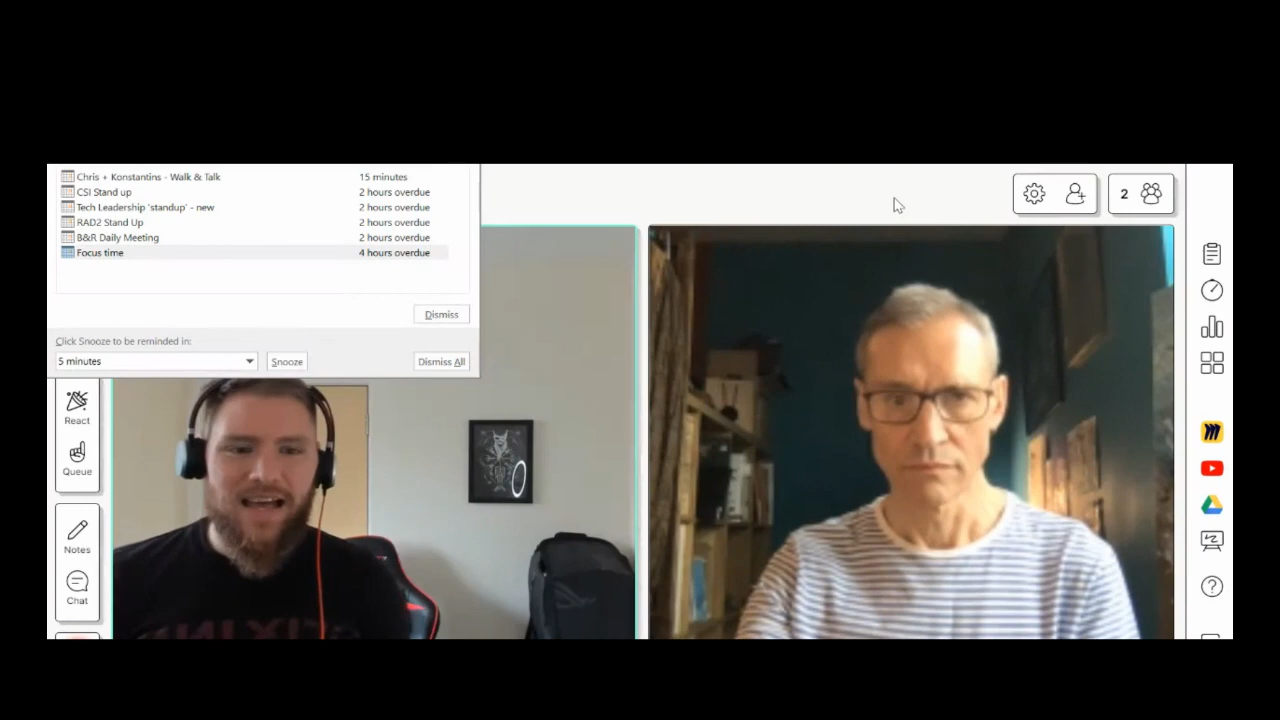 Chris + Konstantins - Walk & Talk 15 minutes
CSI Stand up 2 hours overdue
Tech Leadership 'standup' - new 2 hours overdue
RAD2 Stand Up 2 hours overdue
B&R Daily Meeting 2 hours overdue
Focus time 4 hours overdue
Dismiss
Click Snooze to be reminded in:
5 minutes Snooze Dismiss All
2
React
Queue
Notes
Chat